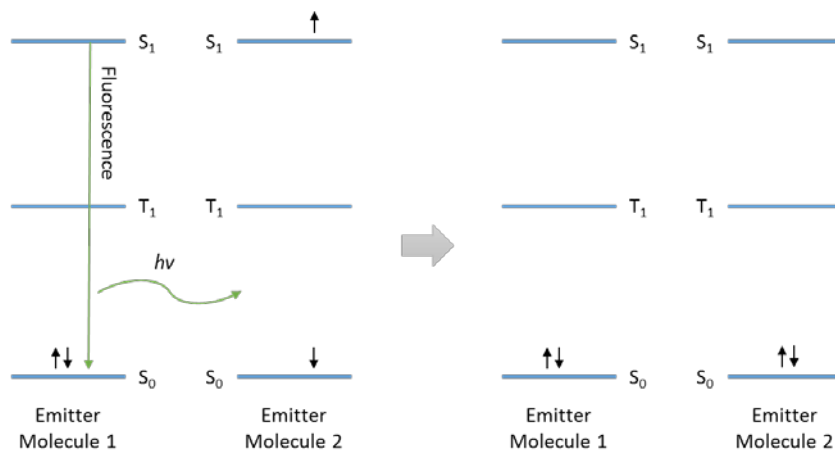 S1 S1 S1 S1
Fluorescence
T1 T1 T1 T1
hv
S0 S0 S0 S0
Emitter Molecule 1
Emitter Molecule 2
Emitter Molecule 1
Emitter Molecule 2